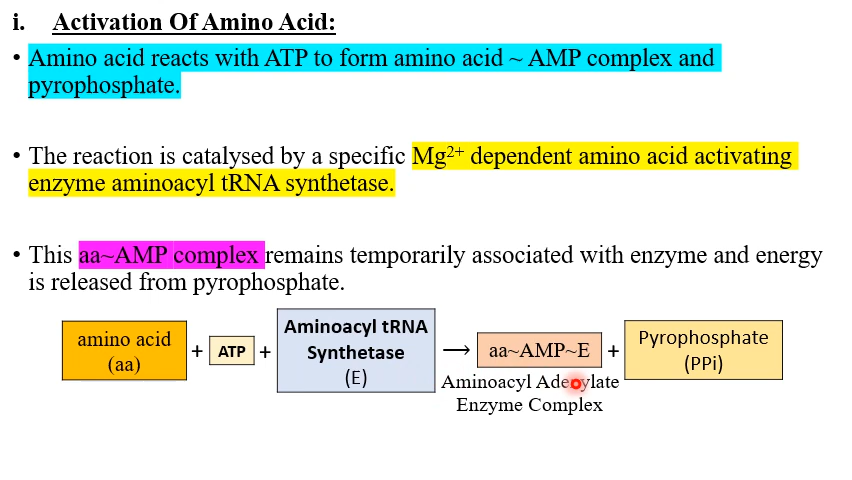 i. Activation Of Amino Acid:
• Amino acid reacts with ATP to form amino acid ~ AMP complex and
pyrophosphate.
• The reaction is catalysed by a specific Mg²⁺ dependent amino acid activating
enzyme aminoacyl tRNA synthetase.
• This aa~AMP complex remains temporarily associated with enzyme and energy
is released from pyrophosphate.
amino acid
(aa)
+
ATP
+
Aminoacyl tRNA
Synthetase
(E)
→
aa~AMP~E
+
Pyrophosphate
(PPi)
Aminoacyl Adenylate
Enzyme Complex